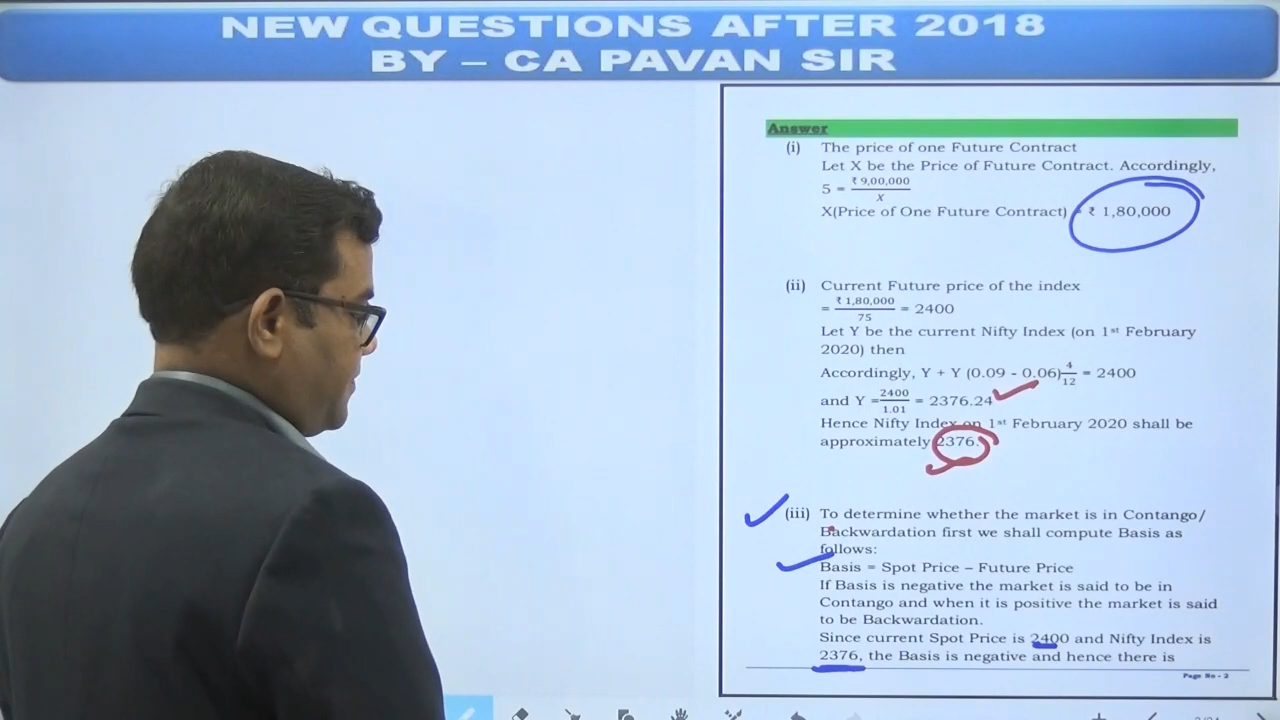 NEW QUESTIONS AFTER 2018
BY – CA PAVAN SIR
Answer
(i) The price of one Future Contract
Let X be the Price of Future Contract. Accordingly,
5 = ₹ 9,00,000 / X
X(Price of One Future Contract) ₹ 1,80,000
(ii) Current Future price of the index
= ₹ 1,80,000 / 75 = 2400
Let Y be the current Nifty Index (on 1st February
2020) then
Accordingly, Y + Y (0.09 - 0.06) 4/12 = 2400
and Y = 2400/1.01 = 2376.24
Hence Nifty Index on 1st February 2020 shall be
approximately 2376.
(iii) To determine whether the market is in Contango/
Backwardation first we shall compute Basis as
follows:
Basis = Spot Price – Future Price
If Basis is negative the market is said to be in
Contango and when it is positive the market is said
to be Backwardation.
Since current Spot Price is 2400 and Nifty Index is
2376, the Basis is negative and hence there is
Page No - 2